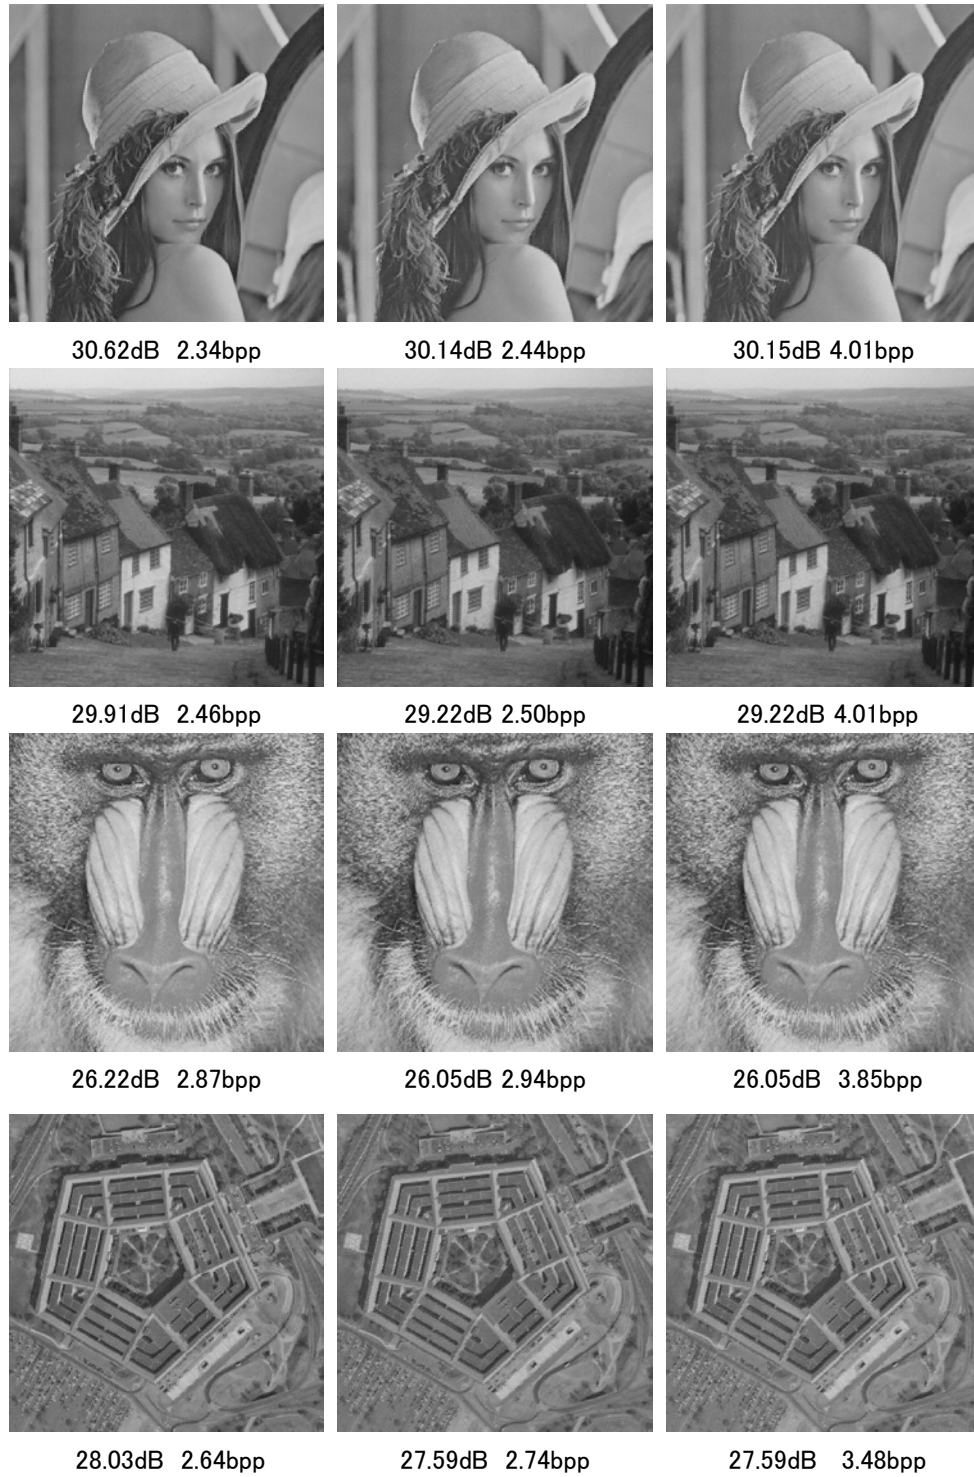 30.62dB 2.34bpp 30.14dB 2.44bpp 30.15dB 4.01bpp
29.91dB 2.46bpp 29.22dB 2.50bpp 29.22dB 4.01bpp
26.22dB 2.87bpp 26.05dB 2.94bpp 26.05dB 3.85bpp
28.03dB 2.64bpp 27.59dB 2.74bpp 27.59dB 3.48bpp